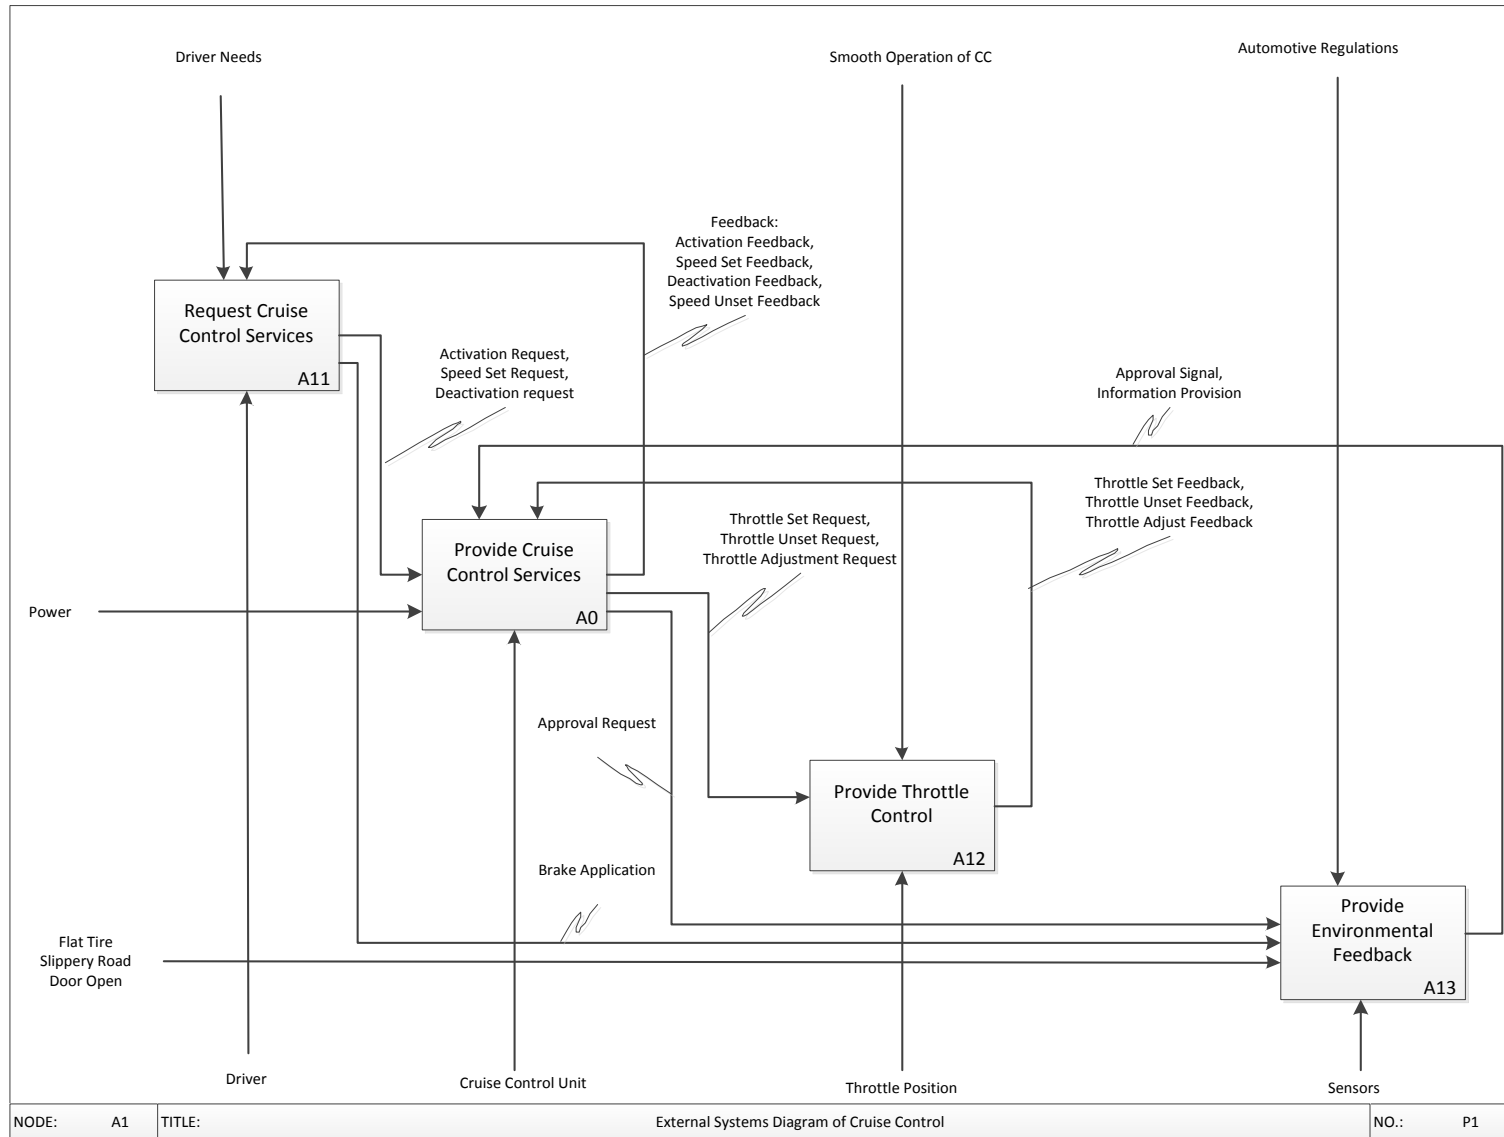 Driver Needs
Smooth Operation of CC
Automotive Regulations
Feedback:
Activation Feedback,
Speed Set Feedback,
Deactivation Feedback,
Speed Unset Feedback
Request Cruise
Control Services
A11
Activation Request,
Speed Set Request,
Deactivation request
Approval Signal,
Information Provision
Throttle Set Feedback,
Throttle Unset Feedback,
Throttle Adjust Feedback
Throttle Set Request,
Throttle Unset Request,
Throttle Adjustment Request
Provide Cruise
Control Services
A0
Power
Approval Request
Provide Throttle
Control
A12
Brake Application
Provide
Environmental
Feedback
A13
Flat Tire
Slippery Road
Door Open
Driver
Cruise Control Unit
Throttle Position
Sensors
NODE: A1 TITLE: External Systems Diagram of Cruise Control NO.: P1